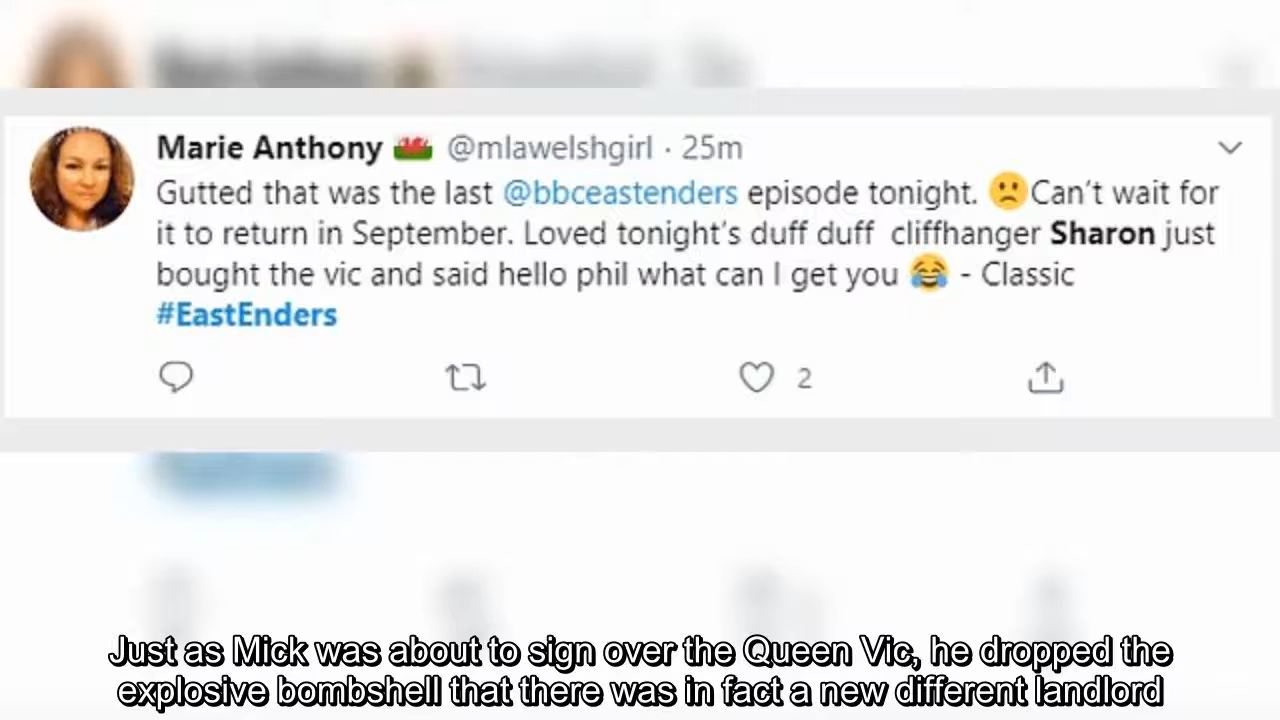 Marie Anthony 🏴󠁧󠁢󠁷󠁬󠁳󠁿 @mlawelshgirl · 25m
Gutted that was the last @bbceastenders episode tonight. 🙁Can't wait for
it to return in September. Loved tonight's duff duff cliffhanger Sharon just
bought the vic and said hello phil what can I get you 😂 - Classic
#EastEnders
2
Just as Mick was about to sign over the Queen Vic, he dropped the
explosive bombshell that there was in fact a new different landlord